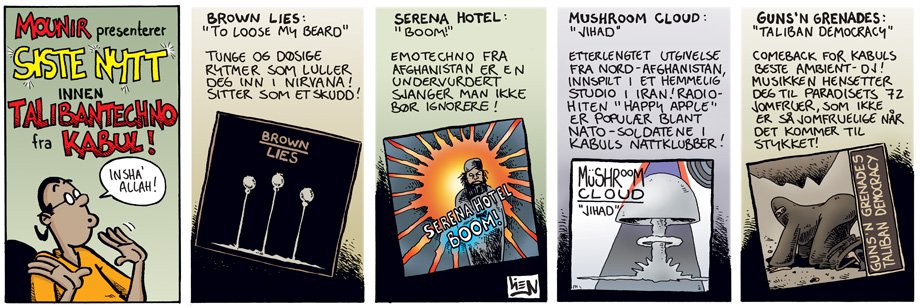 MOUNIR presenterer
SISTE NYTT
INNEN
TALIBANTECHNO
fra KABUL!
INSHA'
ALLAH!
BROWN LIES:
"TO LOOSE MY BEARD"
TUNGE OG DØSIGE
RYTMER SOM LULLER
DEG INN I NIRVANA!
SITTER SOM ET SKUDD!
BROWN
LIES
SERENA HOTEL:
"BOOM!"
EMOTECHNO FRA
AFGHANISTAN ER EN
UNDERVURDERT
SJANGER MAN IKKE
BØR IGNORERE!
SERENA HOTEL
BOOM!
LIEN
MUSHROOM CLOUD:
"JIHAD"
ETTERLENGTET UTGIVELSE
FRA NORD-AFGHANISTAN,
INNSPILT I ET HEMMELIG
STUDIO I IRAN! RADIO-
HITEN "HAPPY APPLE"
ER POPULÆR BLANT
NATO-SOLDATENE I
KABULS NATTKLUBBER!
MÜSHROOM
CLOUD
"JIHAD"
GUNS'N GRENADES:
"TALIBAN DEMOCRACY"
COMEBACK FOR KABULS
BESTE AMBIENT-DJ!
MUSIKKEN HENSETTER
DEG TIL PARADISETS 72
JOMFRUER, SOM IKKE
ER SÅ JOMFRUELIGE NÅR
DET KOMMER TIL
STYKKET!
GUNS'N GRENADES
TALIBAN DEMOCRACY